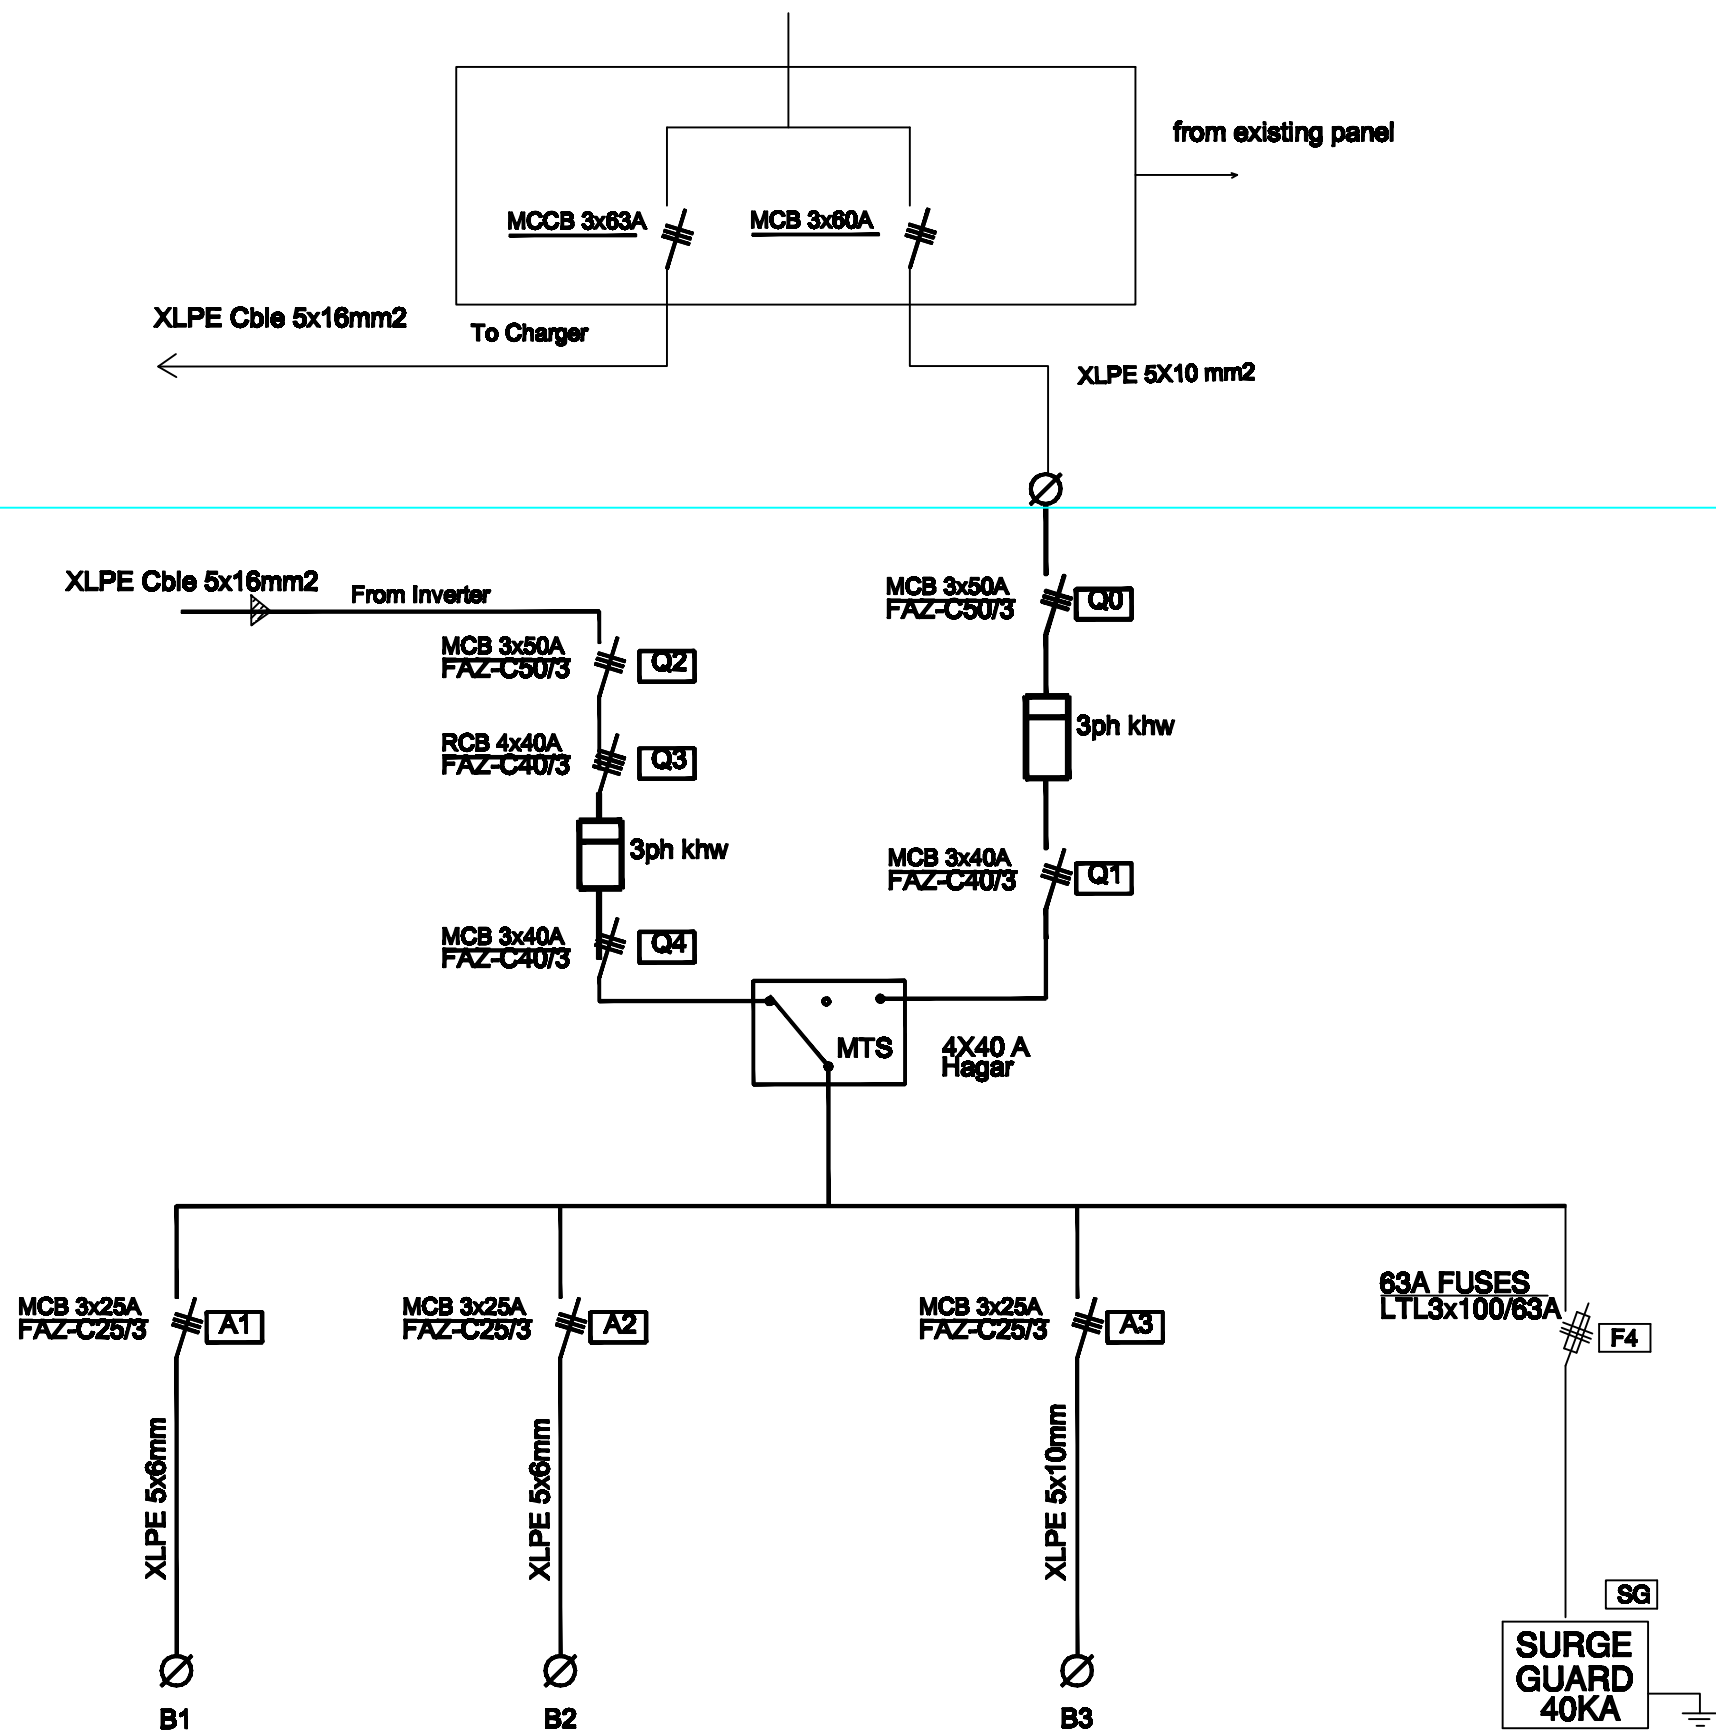 from existing panel
MCCB 3x63A
MCB 3x60A
XLPE Cble 5x16mm2
To Charger
XLPE 5X10 mm2
XLPE Cble 5x16mm2
From Inverter
MCB 3x50A
FAZ-C50/3
Q0
MCB 3x50A
FAZ-C50/3
Q2
3ph khw
RCB 4x40A
FAZ-C40/3
Q3
3ph khw
MCB 3x40A
FAZ-C40/3
Q1
MCB 3x40A
FAZ-C40/3
Q4
MTS
4X40 A
Hagar
63A FUSES
LTL3x100/63A
F4
MCB 3x25A
FAZ-C25/3
A1
MCB 3x25A
FAZ-C25/3
A2
MCB 3x25A
FAZ-C25/3
A3
XLPE 5x6mm
XLPE 5x6mm
XLPE 5x10mm
SG
SURGE
GUARD
40KA
B1
B2
B3